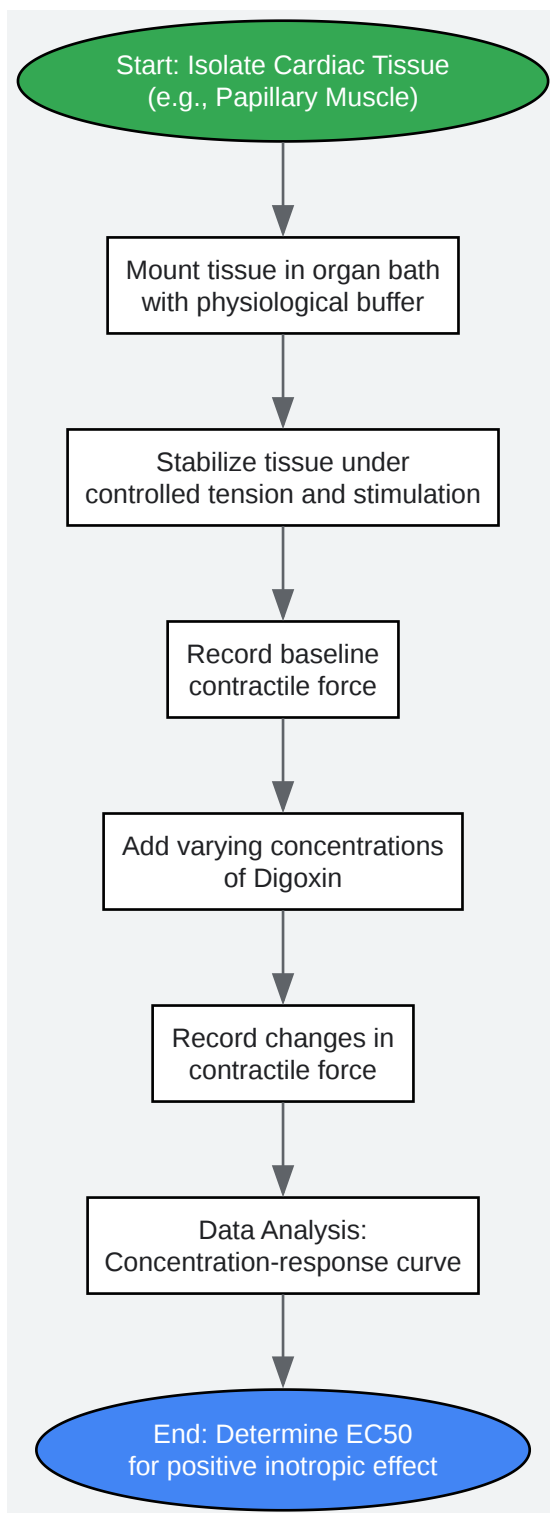 Start: Isolate Cardiac Tissue
(e.g., Papillary Muscle)
Mount tissue in organ bath
with physiological buffer
Stabilize tissue under
controlled tension and stimulation
Record baseline
contractile force
Add varying concentrations
of Digoxin
Record changes in
contractile force
Data Analysis:
Concentration-response curve
End: Determine EC50
for positive inotropic effect